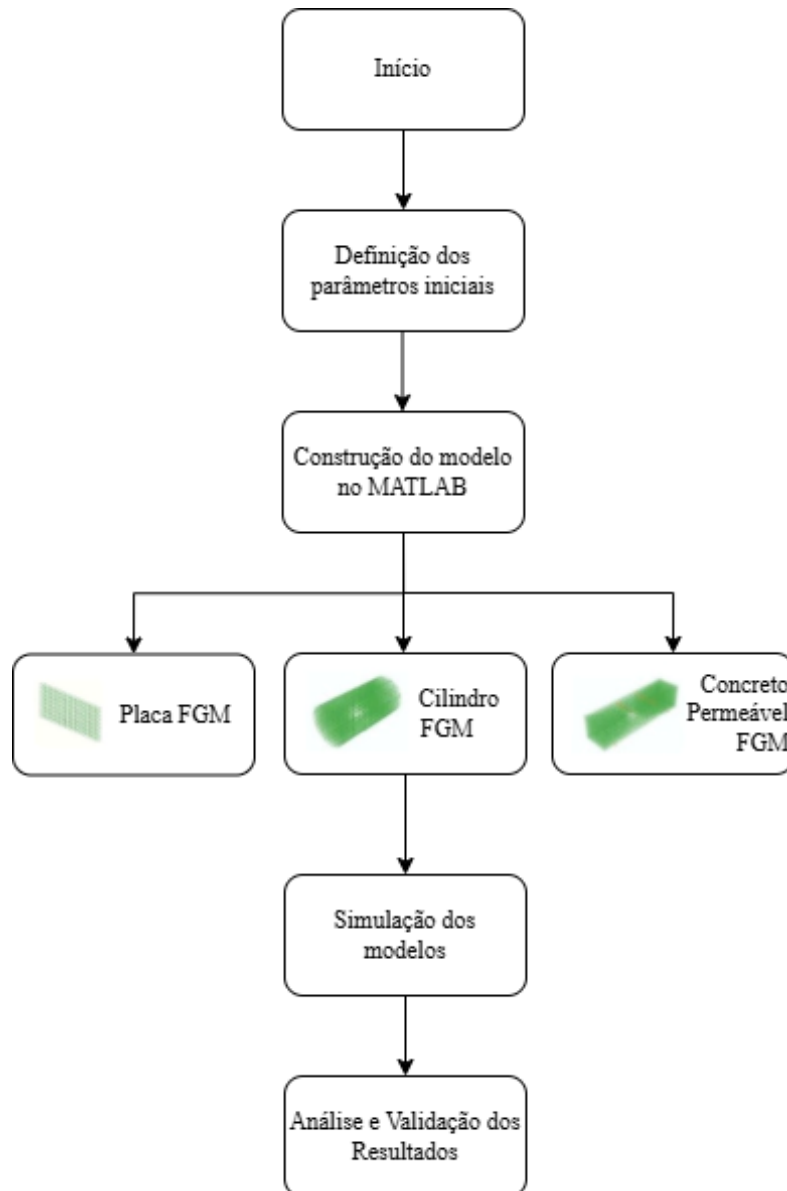 Início
Definição dos
parâmetros iniciais
Construção do modelo
no MATLAB
Placa FGM
Cilindro
FGM
Concreto
Permeável
FGM
Simulação dos
modelos
Análise e Validação dos
Resultados